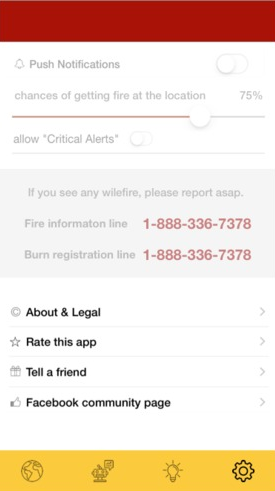 Push Notifications
chances of getting fire at the location 75%
allow "Critical Alerts"
If you see any wilefire, please report asap.
Fire informaton line 1-888-336-7378
Burn registration line 1-888-336-7378
© About & Legal
Rate this app
Tell a friend
Facebook community page